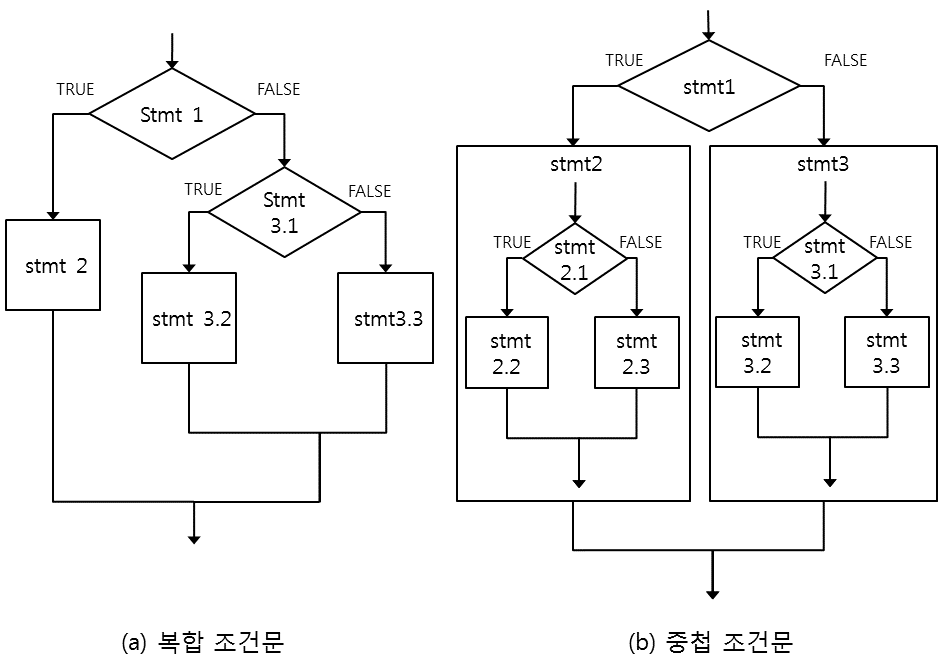 TRUE
FALSE
Stmt 1
TRUE
FALSE
Stmt
3.1
stmt 2
stmt 3.2
stmt3.3
(a) 복합 조건문
TRUE
FALSE
stmt1
stmt2
TRUE
FALSE
stmt
2.1
stmt
2.2
stmt
2.3
stmt3
TRUE
FALSE
stmt
3.1
stmt
3.2
stmt
3.3
(b) 중첩 조건문